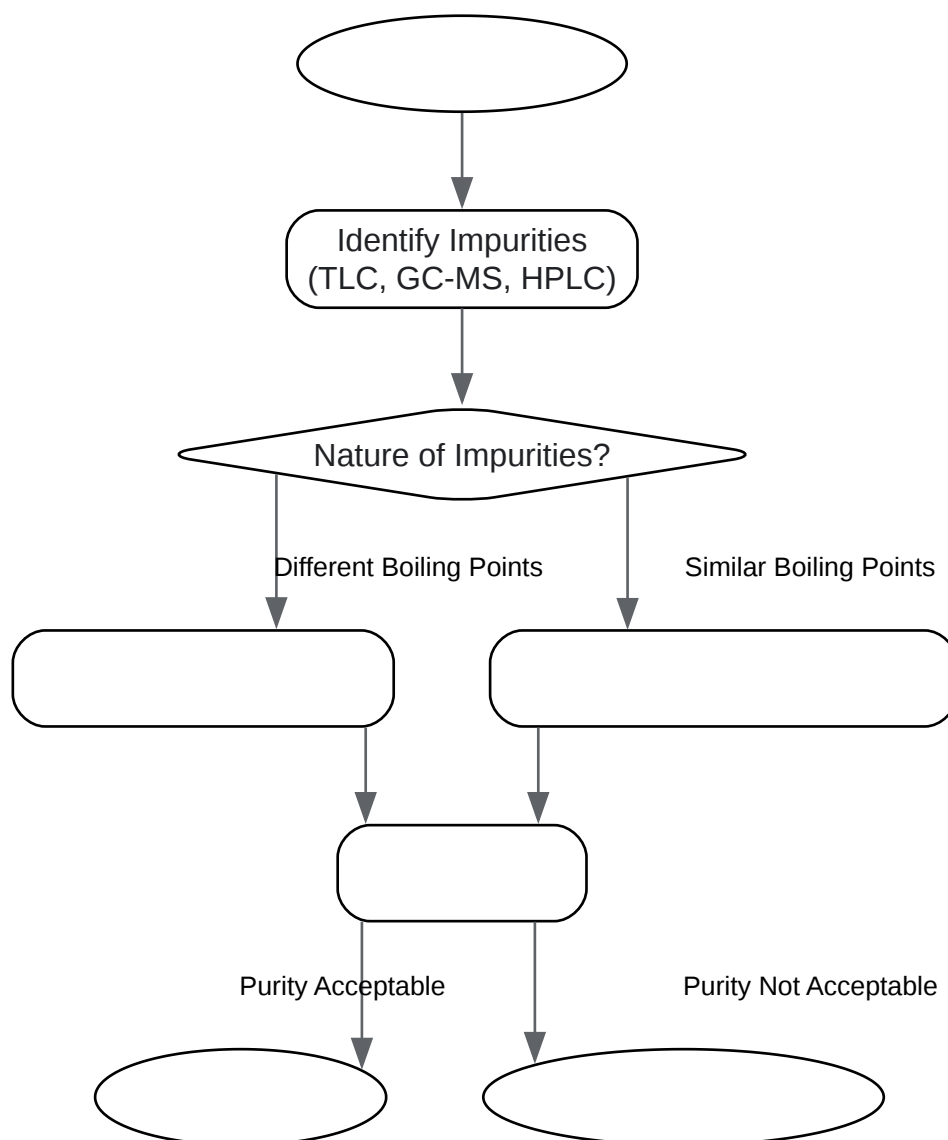 Identify Impurities
(TLC, GC-MS, HPLC)
Nature of Impurities?
Different Boiling Points
Similar Boiling Points
Purity Acceptable
Purity Not Acceptable